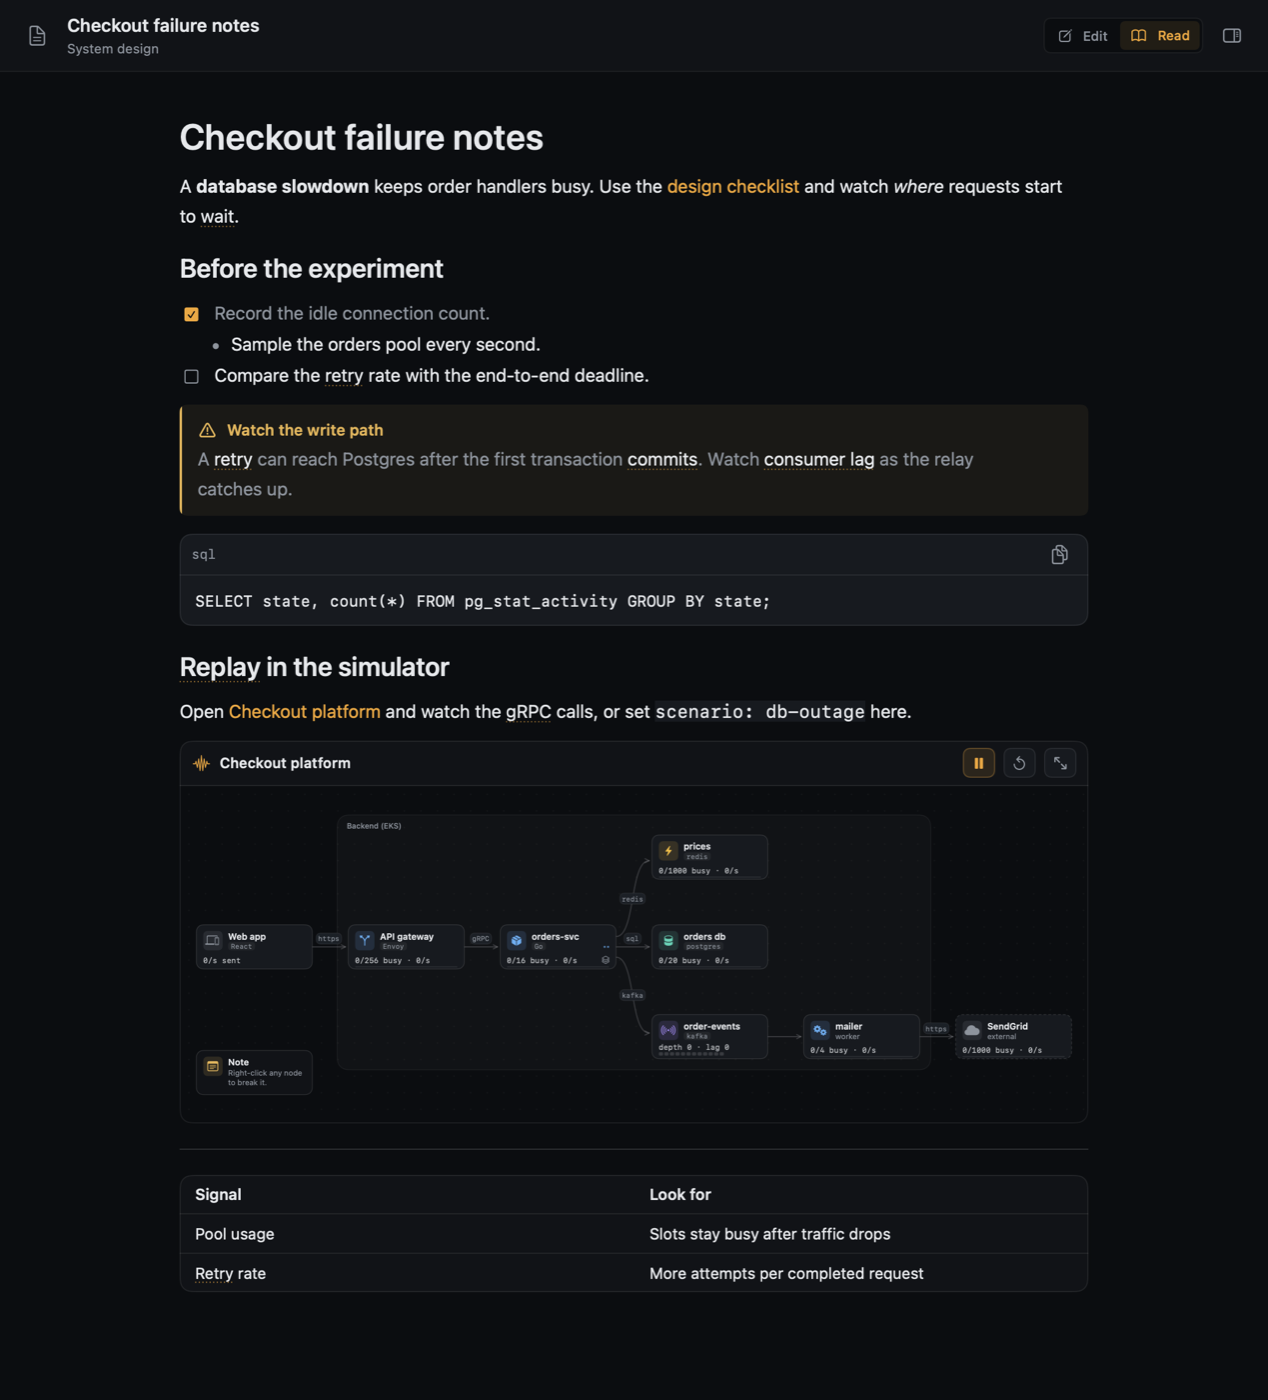 Checkout failure notes
System design
Edit
Read
Checkout failure notes
A database slowdown keeps order handlers busy. Use the design checklist and watch where requests start
to wait.
Before the experiment
Record the idle connection count.
Sample the orders pool every second.
Compare the retry rate with the end-to-end deadline.
Watch the write path
A retry can reach Postgres after the first transaction commits. Watch consumer lag as the relay
catches up.
sql
SELECT state, count(*) FROM pg_stat_activity GROUP BY state;
Replay in the simulator
Open Checkout platform and watch the gRPC calls, or set scenario: db-outage here.
Checkout platform
Backend (EKS)
prices
redis
0/1000 busy · 0/s
redis
Web app
React
0/s sent
https
API gateway
Envoy
0/256 busy · 0/s
gRPC
orders-svc
Go
0/16 busy · 0/s
sql
orders db
postgres
0/20 busy · 0/s
kafka
order-events
kafka
depth 0 · lag 0
mailer
worker
0/4 busy · 0/s
https
SendGrid
external
0/1000 busy · 0/s
Note
Right-click any node
to break it.
Signal
Look for
Pool usage
Slots stay busy after traffic drops
Retry rate
More attempts per completed request